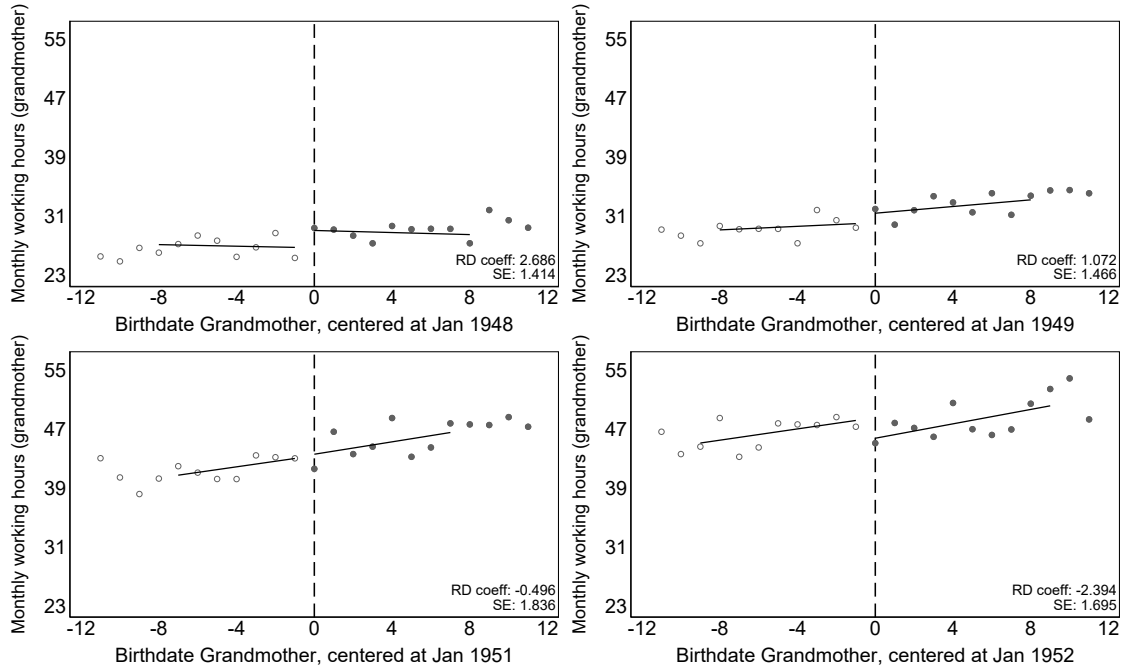 Monthly working hours (grandmother)
55
47
39
31
23
RD coeff: 2.686
SE: 1.414
-12 -8 -4 0 4 8 12
Birthdate Grandmother, centered at Jan 1948
Monthly working hours (grandmother)
55
47
39
31
23
RD coeff: 1.072
SE: 1.466
-12 -8 -4 0 4 8 12
Birthdate Grandmother, centered at Jan 1949
Monthly working hours (grandmother)
55
47
39
31
23
RD coeff: -0.496
SE: 1.836
-12 -8 -4 0 4 8 12
Birthdate Grandmother, centered at Jan 1951
Monthly working hours (grandmother)
55
47
39
31
23
RD coeff: -2.394
SE: 1.695
-12 -8 -4 0 4 8 12
Birthdate Grandmother, centered at Jan 1952